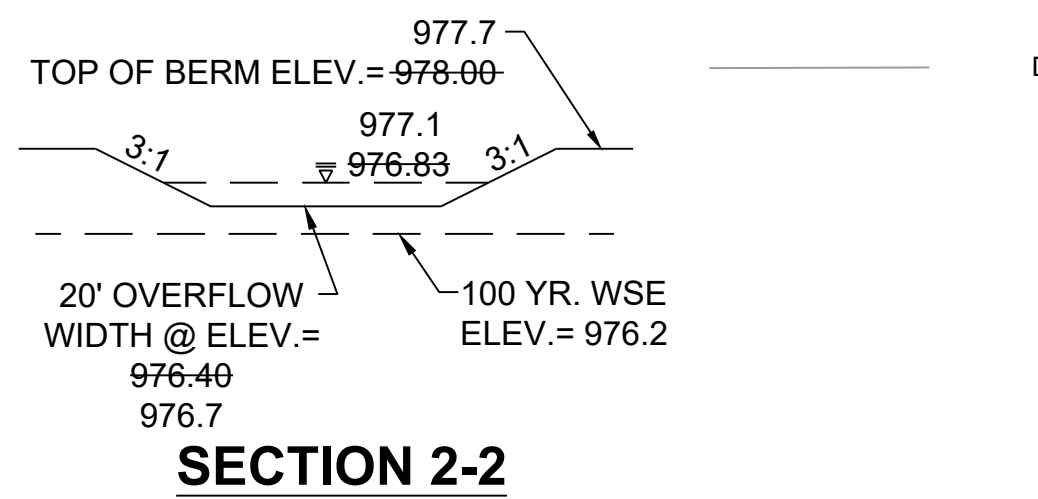 977.7
TOP OF BERM ELEV.= 978.00
977.1
3:1
976.83
3:1
20' OVERFLOW
WIDTH @ ELEV.=
976.40
976.7
100 YR. WSE
ELEV.= 976.2
SECTION 2-2